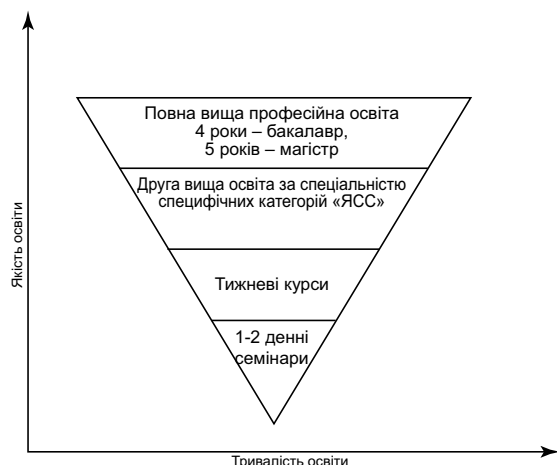 Повна вища професійна освіта
4 роки – бакалавр,
5 років – магістр
Друга вища освіта за спеціальністю
специфічних категорій «ЯСС»
Тижневі курси
1-2 денні
семінари
Якість освіти
Тривалість освіти